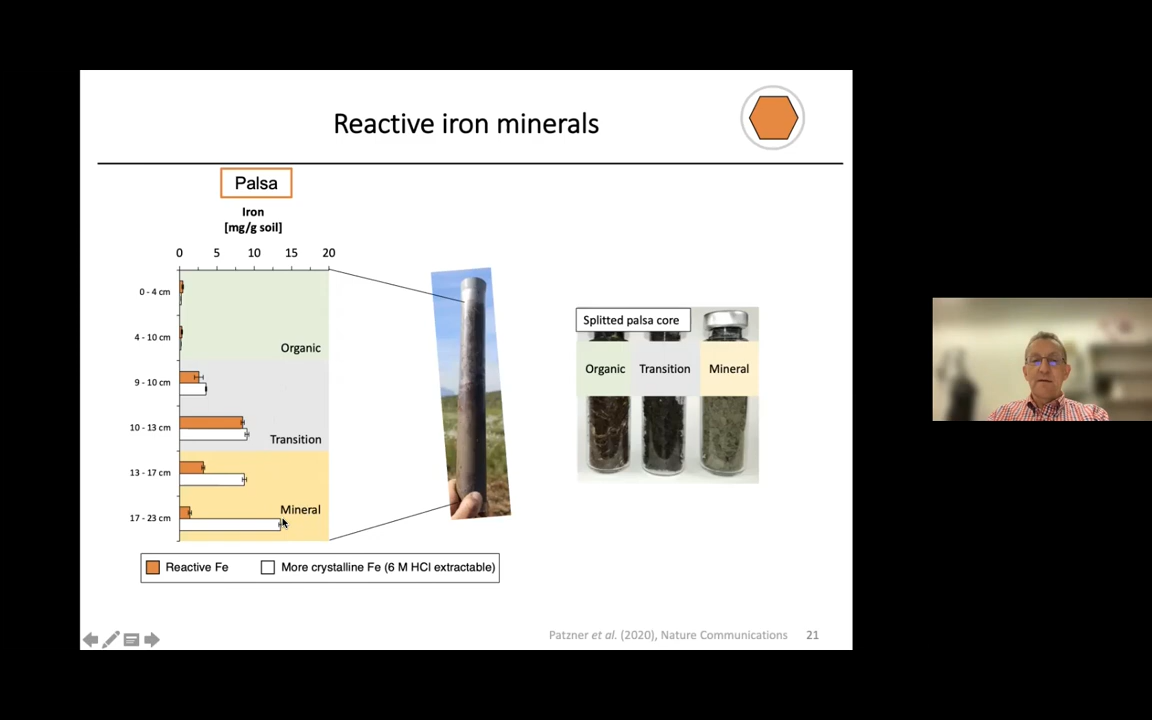 Reactive iron minerals
Palsa
Iron
[mg/g soil]
0 5 10 15 20
0 - 4 cm
4 - 10 cm
Organic
9 - 10 cm
10 - 13 cm
Transition
13 - 17 cm
Mineral
17 - 23 cm
Reactive Fe
More crystalline Fe (6 M HCl extractable)
Splitted palsa core
Organic Transition Mineral
Patzner et al. (2020), Nature Communications 21